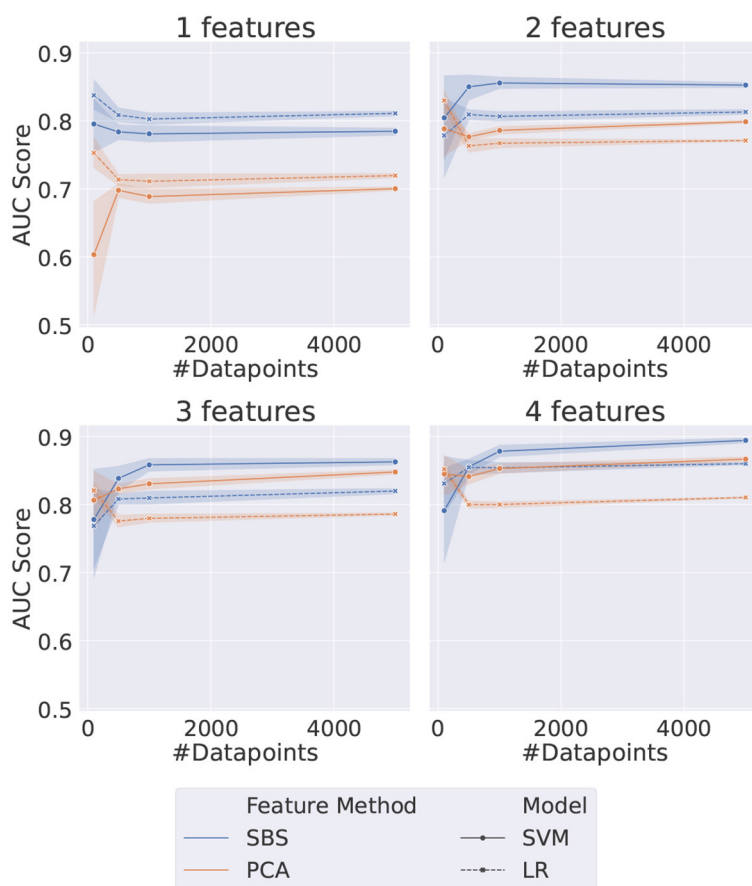 1 features
2 features
0.9
0.8
0.7
0.6
0.5
AUC Score
0
2000
4000
#Datapoints
0
2000
4000
#Datapoints
3 features
4 features
0.9
0.8
0.7
0.6
0.5
AUC Score
0
2000
4000
#Datapoints
0
2000
4000
#Datapoints
Feature Method
Model
SBS
SVM
PCA
LR